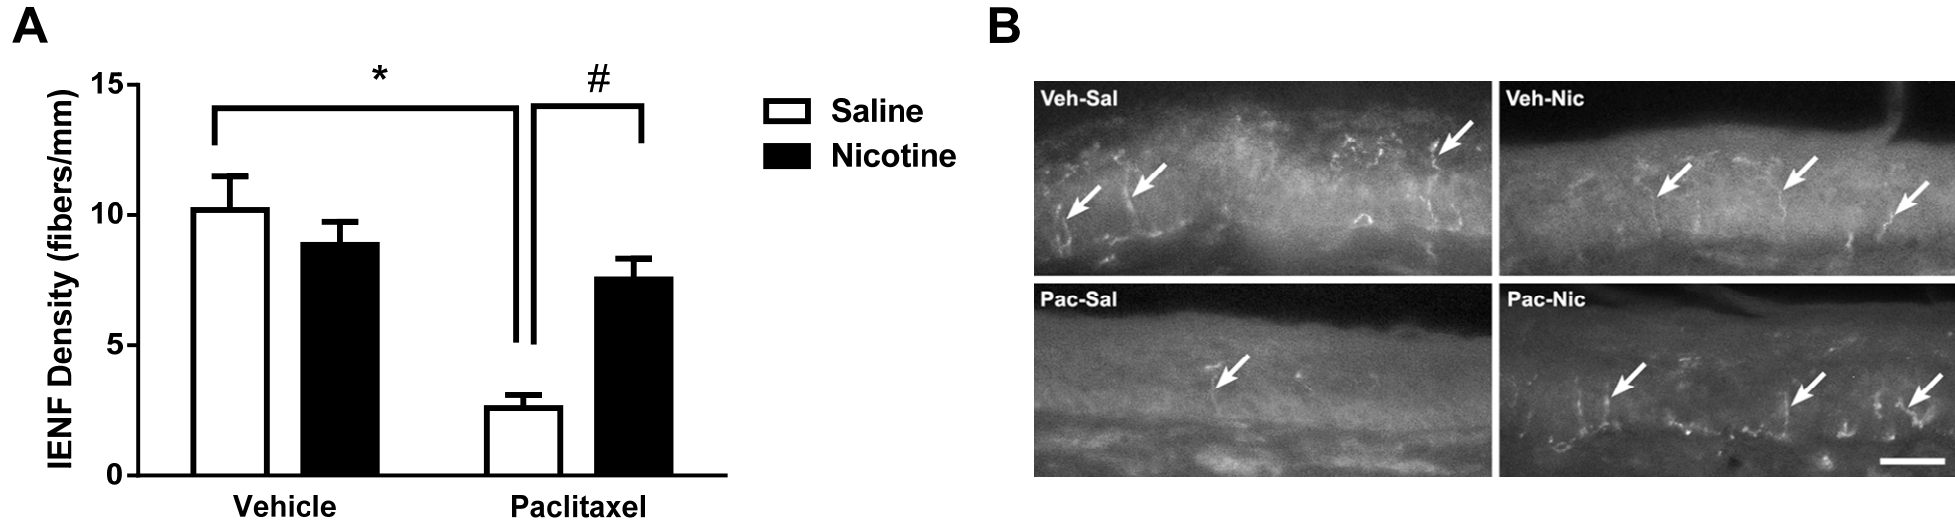 A
IENF Density (fibers/mm)
15
10
5
0
*
#
Saline
Nicotine
Vehicle
Paclitaxel
B
Veh-Sal
Veh-Nic
Pac-Sal
Pac-Nic